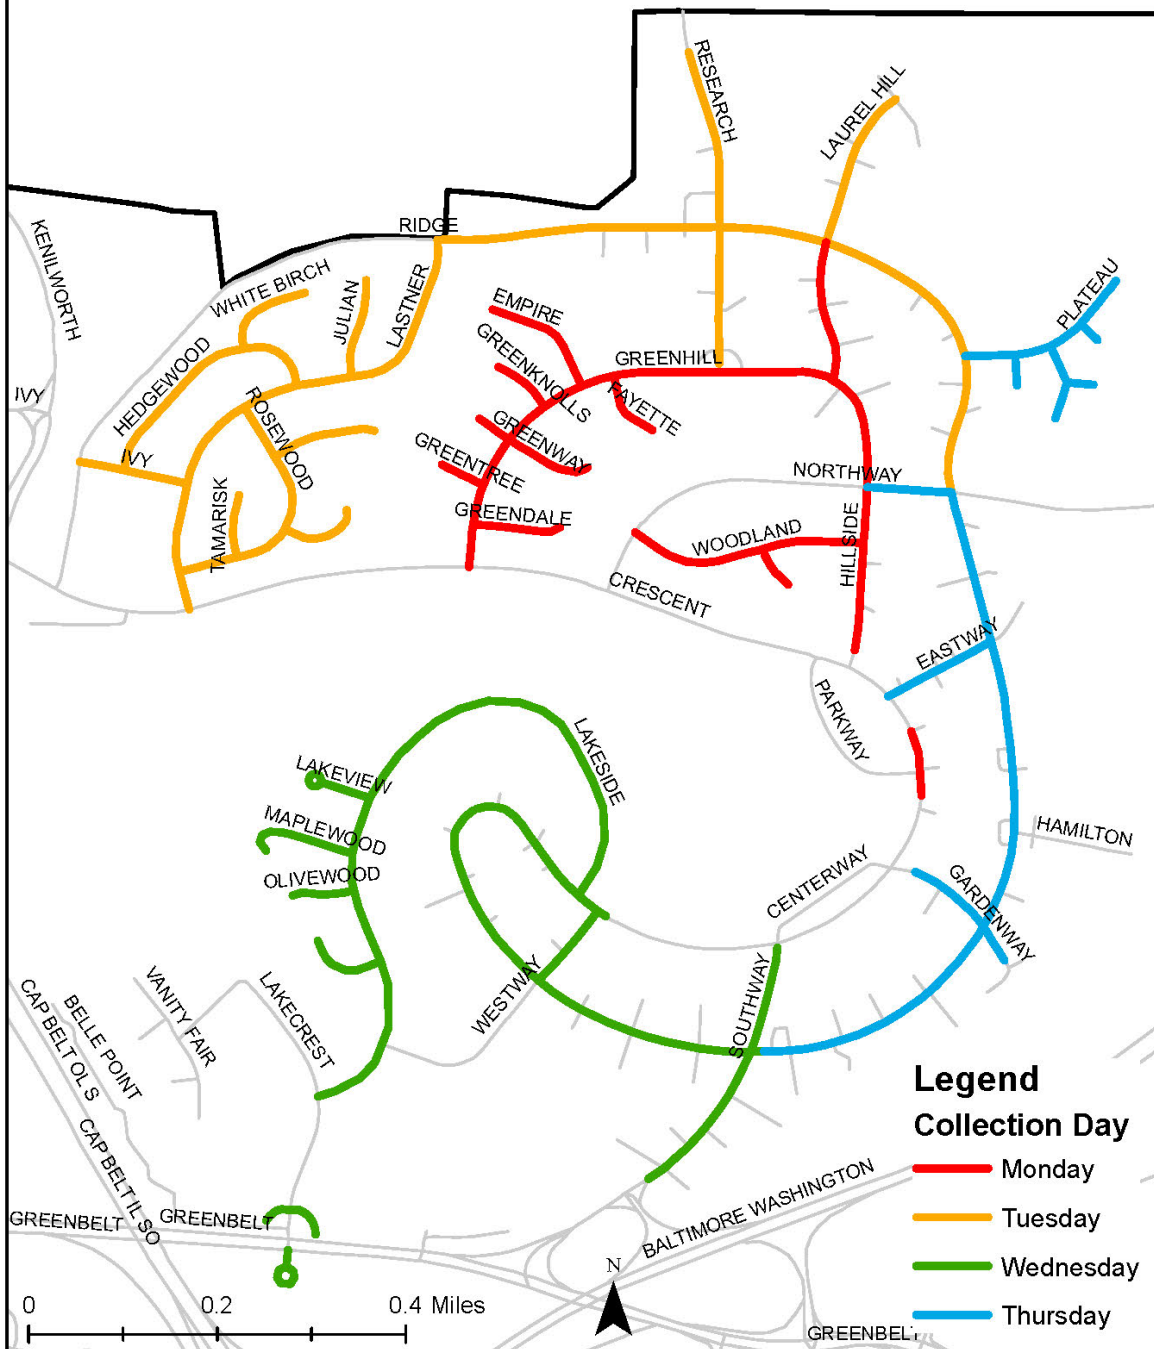 RESEARCH
LAUREL HILL
RIDGE
KENILWORTH
WHITE BIRCH
JULIAN
LASTNER
EMPIRE
PLATEAU
GREENKNOLLS
GREENHILL
HEDGEWOOD
FAYETTE
IVY
ROSEWOOD
GREENWAY
IVY
GREENTREE
NORTHWAY
TAMARISK
GREENDALE
WOODLAND
HILLSIDE
CRESCENT
EASTWAY
PARKWAY
LAKESIDE
LAKEVIEW
MAPLEWOOD
HAMILTON
OLIVEWOOD
CENTERWAY
GARDENWAY
WESTWAY
SOUTHWAY
VANITY FAIR
LAKECREST
BELLE POINT
CAP BELT OL S
CAP BELT IL SO
Legend
Collection Day
Monday
Tuesday
Wednesday
Thursday
BALTIMORE WASHINGTON
GREENBELT
GREENBELT
N
0 0.2 0.4 Miles
GREENBELT